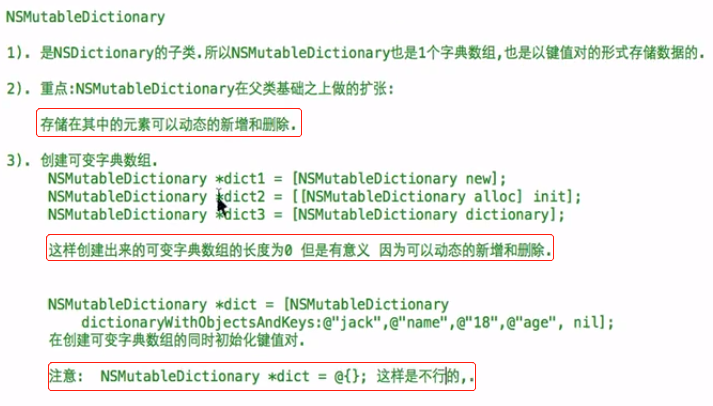 NSMutableDictionary
1). 是NSDictionary的子类.所以NSMutableDictionary也是1个字典数组,也是以键值对的形式存储数据的.
2). 重点:NSMutableDictionary在父类基础之上做的扩张:
存储在其中的元素可以动态的新增和删除.
3). 创建可变字典数组.
NSMutableDictionary *dict1 = [NSMutableDictionary new];
NSMutableDictionary *dict2 = [[NSMutableDictionary alloc] init];
NSMutableDictionary *dict3 = [NSMutableDictionary dictionary];
这样创建出来的可变字典数组的长度为0 但是有意义 因为可以动态的新增和删除.
NSMutableDictionary *dict = [NSMutableDictionary
dictionaryWithObjectsAndKeys:@"jack",@"name",@"18",@"age", nil];
在创建可变字典数组的同时初始化键值对.
注意: NSMutableDictionary *dict = @{}; 这样是不行的,.